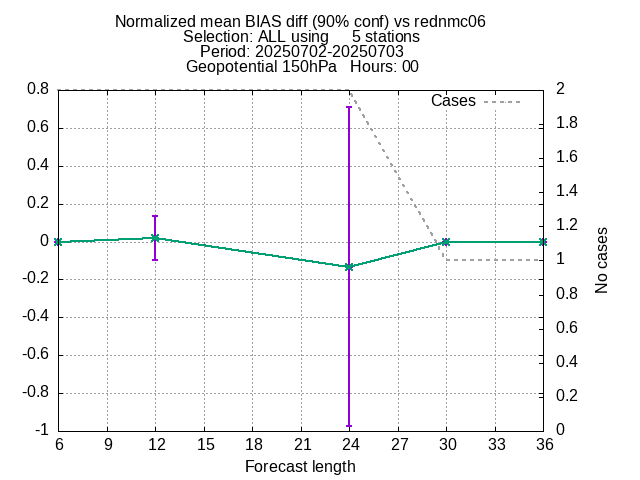 Normalized mean BIAS diff (90% conf) vs rednmc06
Selection: ALL using     5 stations
Period: 20250702-20250703
Geopotential 150hPa   Hours: 00
Cases
0.8
0.6
0.4
0.2
0
-0.2
-0.4
-0.6
-0.8
-1
2
1.8
1.6
1.4
1.2
1
0.8
0.6
0.4
0.2
0
No cases
6 9 12 15 18 21 24 27 30 33 36
Forecast length